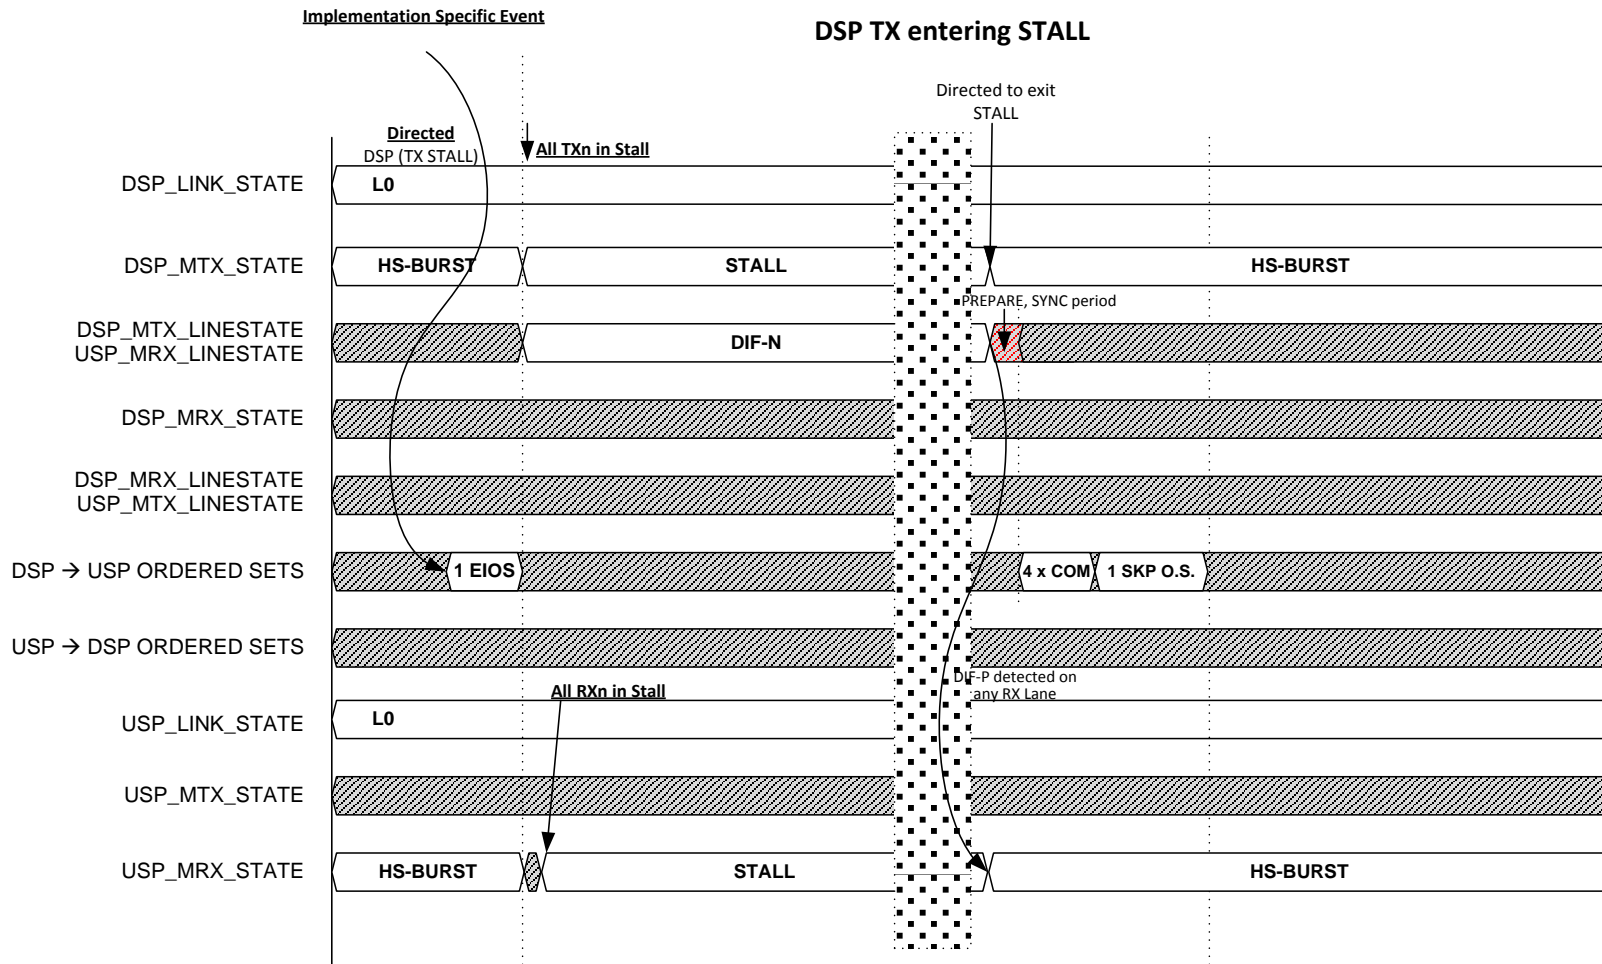 Implementation Specific Event
DSP TX entering STALL
Directed to exit
STALL
Directed
DSP (TX STALL)
All TXn in Stall
DSP_LINK_STATE
L0
DSP_MTX_STATE
HS-BURST
STALL
HS-BURST
PREPARE, SYNC period
DSP_MTX_LINESTATE
USP_MRX_LINESTATE
DIF-N
DSP_MRX_STATE
DSP_MRX_LINESTATE
USP_MTX_LINESTATE
DSP → USP ORDERED SETS
1 EIOS
4 x COM
1 SKP O.S.
USP → DSP ORDERED SETS
DIF-P detected on
any RX Lane
All RXn in Stall
USP_LINK_STATE
L0
USP_MTX_STATE
USP_MRX_STATE
HS-BURST
STALL
HS-BURST